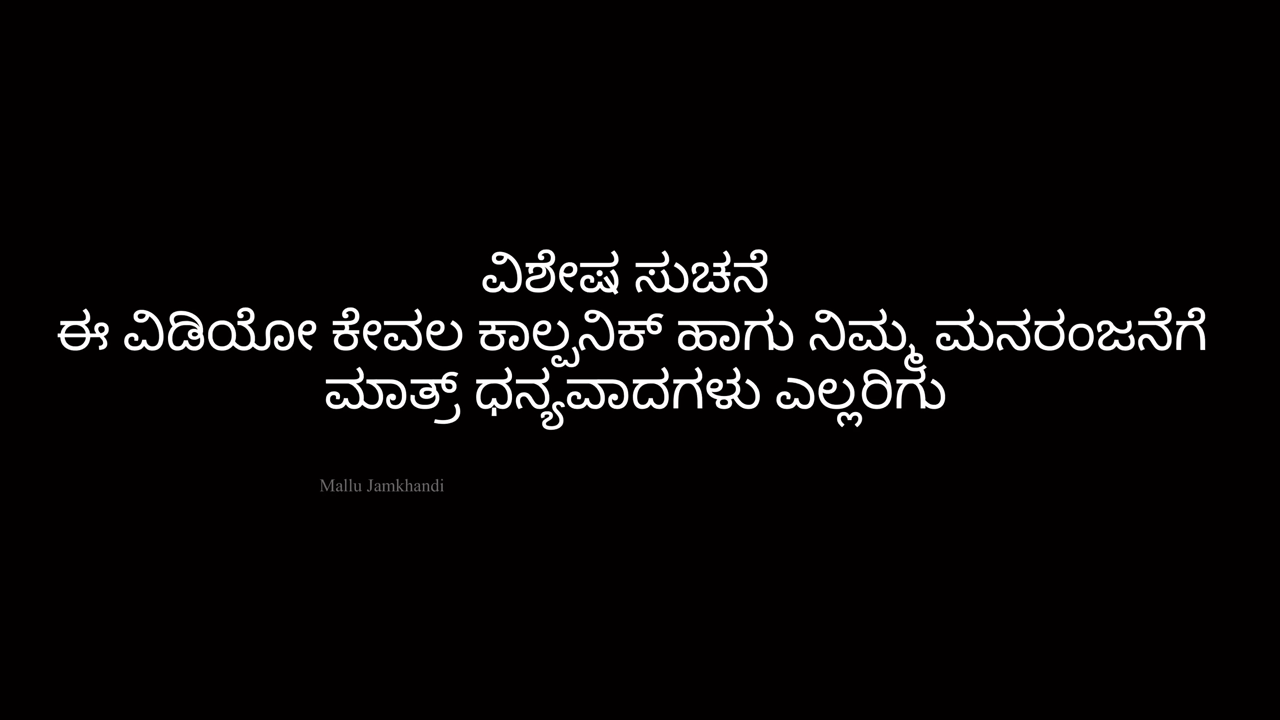 ವಿಶೇಷ ಸುಚನೆ
ಈ ವಿಡಿಯೋ ಕೇವಲ ಕಾಲ್ಪನಿಕ್ ಹಾಗು ನಿಮ್ಮ ಮನರಂಜನೆಗೆ
ಮಾತ್ರ್ ಧನ್ಯವಾದಗಳು ಎಲ್ಲರಿಗು
Mallu Jamkhandi